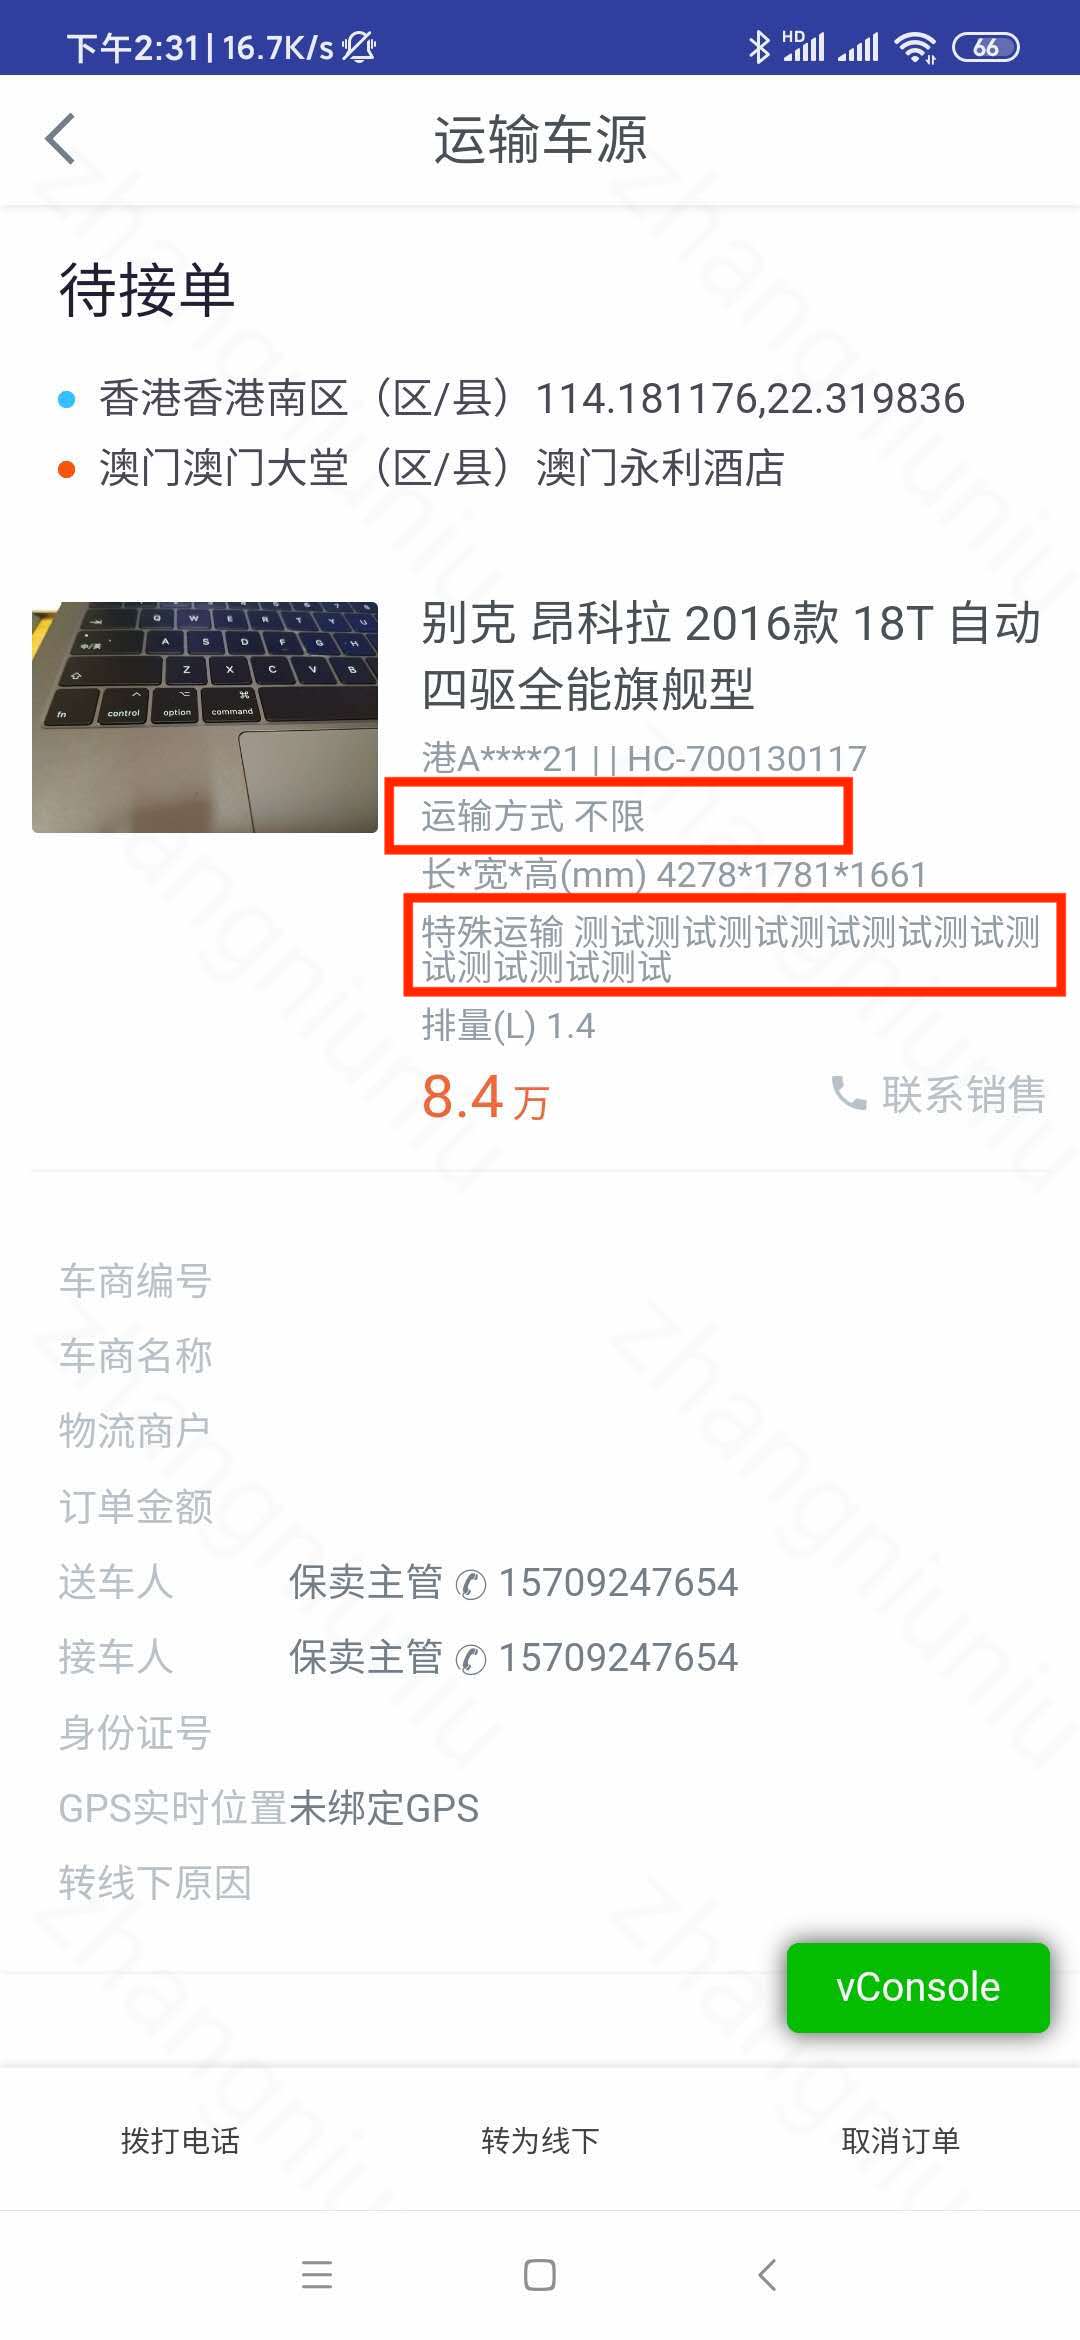 下午2:31 | 16.7K/s
HD
66
运输车源
待接单
香港香港南区（区/县）114.181176,22.319836
澳门澳门大堂（区/县）澳门永利酒店
别克 昂科拉 2016款 18T 自动
四驱全能旗舰型
港A****21 | | HC-700130117
运输方式 不限
长*宽*高(mm) 4278*1781*1661
特殊运输 测试测试测试测试测试测试测
试测试测试测试
排量(L) 1.4
8.4 万
联系销售
Q W E R T Y U
中/英 A S D F G H
Z X C V B
fn control option command
车商编号
车商名称
物流商户
订单金额
送车人 保卖主管 ✆ 15709247654
接车人 保卖主管 ✆ 15709247654
身份证号
GPS实时位置未绑定GPS
转线下原因
vConsole
拨打电话 转为线下 取消订单
zhangniuniu